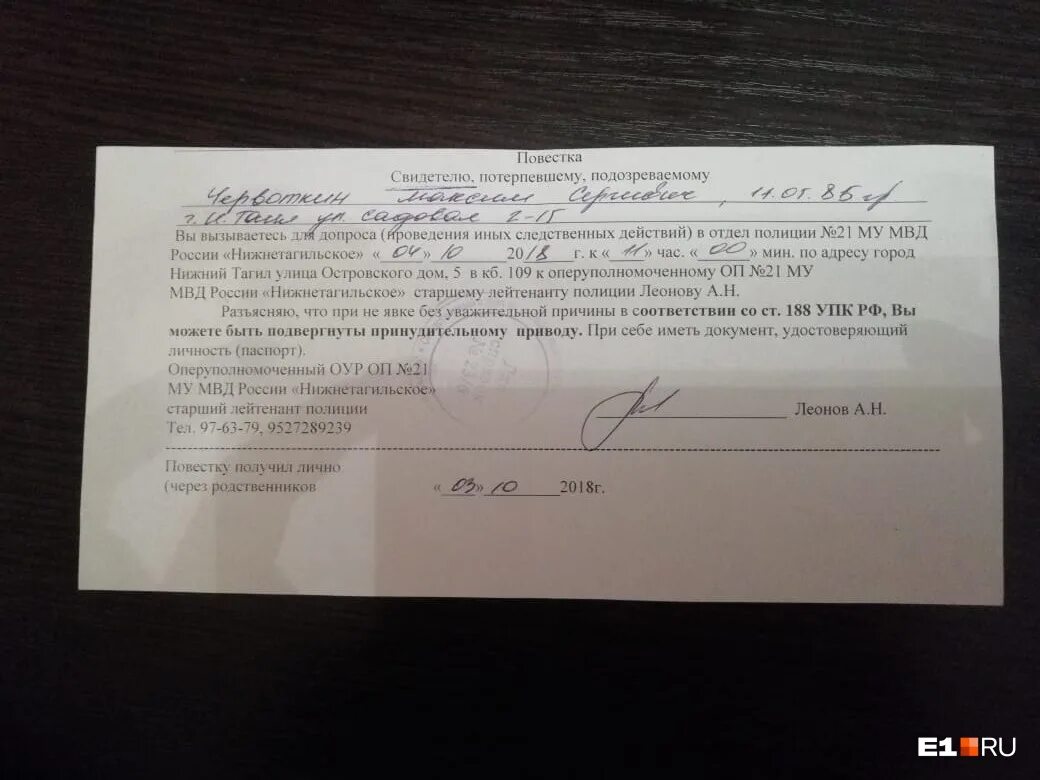 Повестка
Свидетелю, потерпевшему, подозреваемому
Червоткин Максим Сергеевич, 11.05.85 гр
г. Н. Тагил ул. Садовая 2-15
Вы вызываетесь для допроса (проведения иных следственных действий) в отдел полиции №21 МУ МВД
России «Нижнетагильское» «04» 10 2018 г. к «11» час. «00» мин. по адресу город
Нижний Тагил улица Островского дом, 5 в кб. 109 к оперуполномоченному ОП №21 МУ
МВД России «Нижнетагильское» старшему лейтенанту полиции Леонову А.Н.
Разъясняю, что при не явке без уважительной причины в соответствии со ст. 188 УПК РФ, Вы
можете быть подвергнуты принудительному приводу. При себе иметь документ, удостоверяющий
личность (паспорт).
Оперуполномоченный ОУР ОП №21
МУ МВД России «Нижнетагильское»
старший лейтенант полиции
Леонов А.Н.
Тел. 97-63-79, 9527289239
Повестку получил лично
(через родственников «03» 10 2018г.
E1 RU